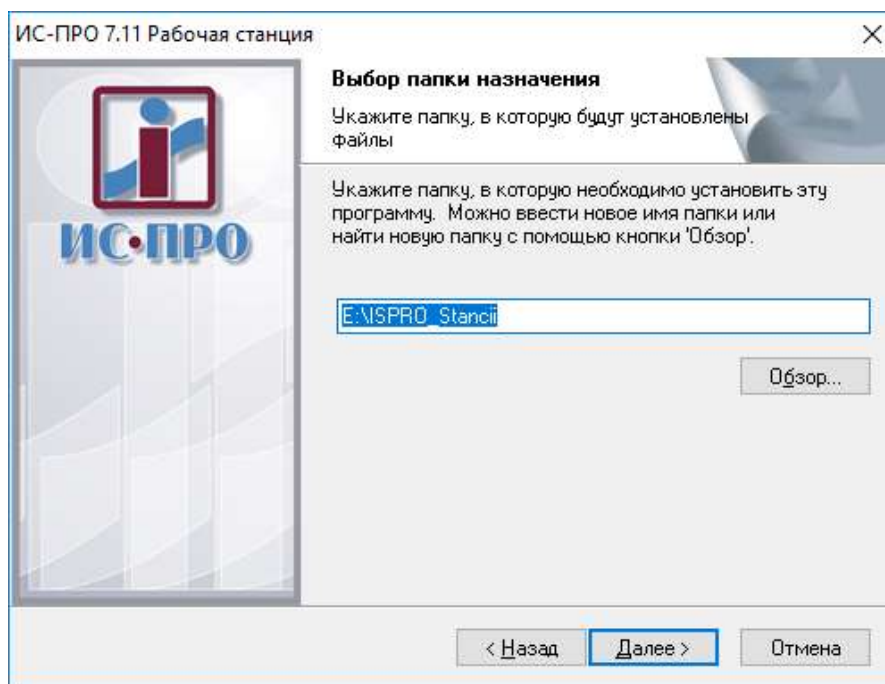 ИС-ПРО 7.11 Рабочая станция
Выбор папки назначения
Укажите папку, в которую будут установлены
файлы
ИС•ПРО
Укажите папку, в которую необходимо установить эту
программу. Можно ввести новое имя папки или
найти новую папку с помощью кнопки 'Обзор'.
E:\ISPRO_Stancii
Обзор...
< Назад
Далее >
Отмена